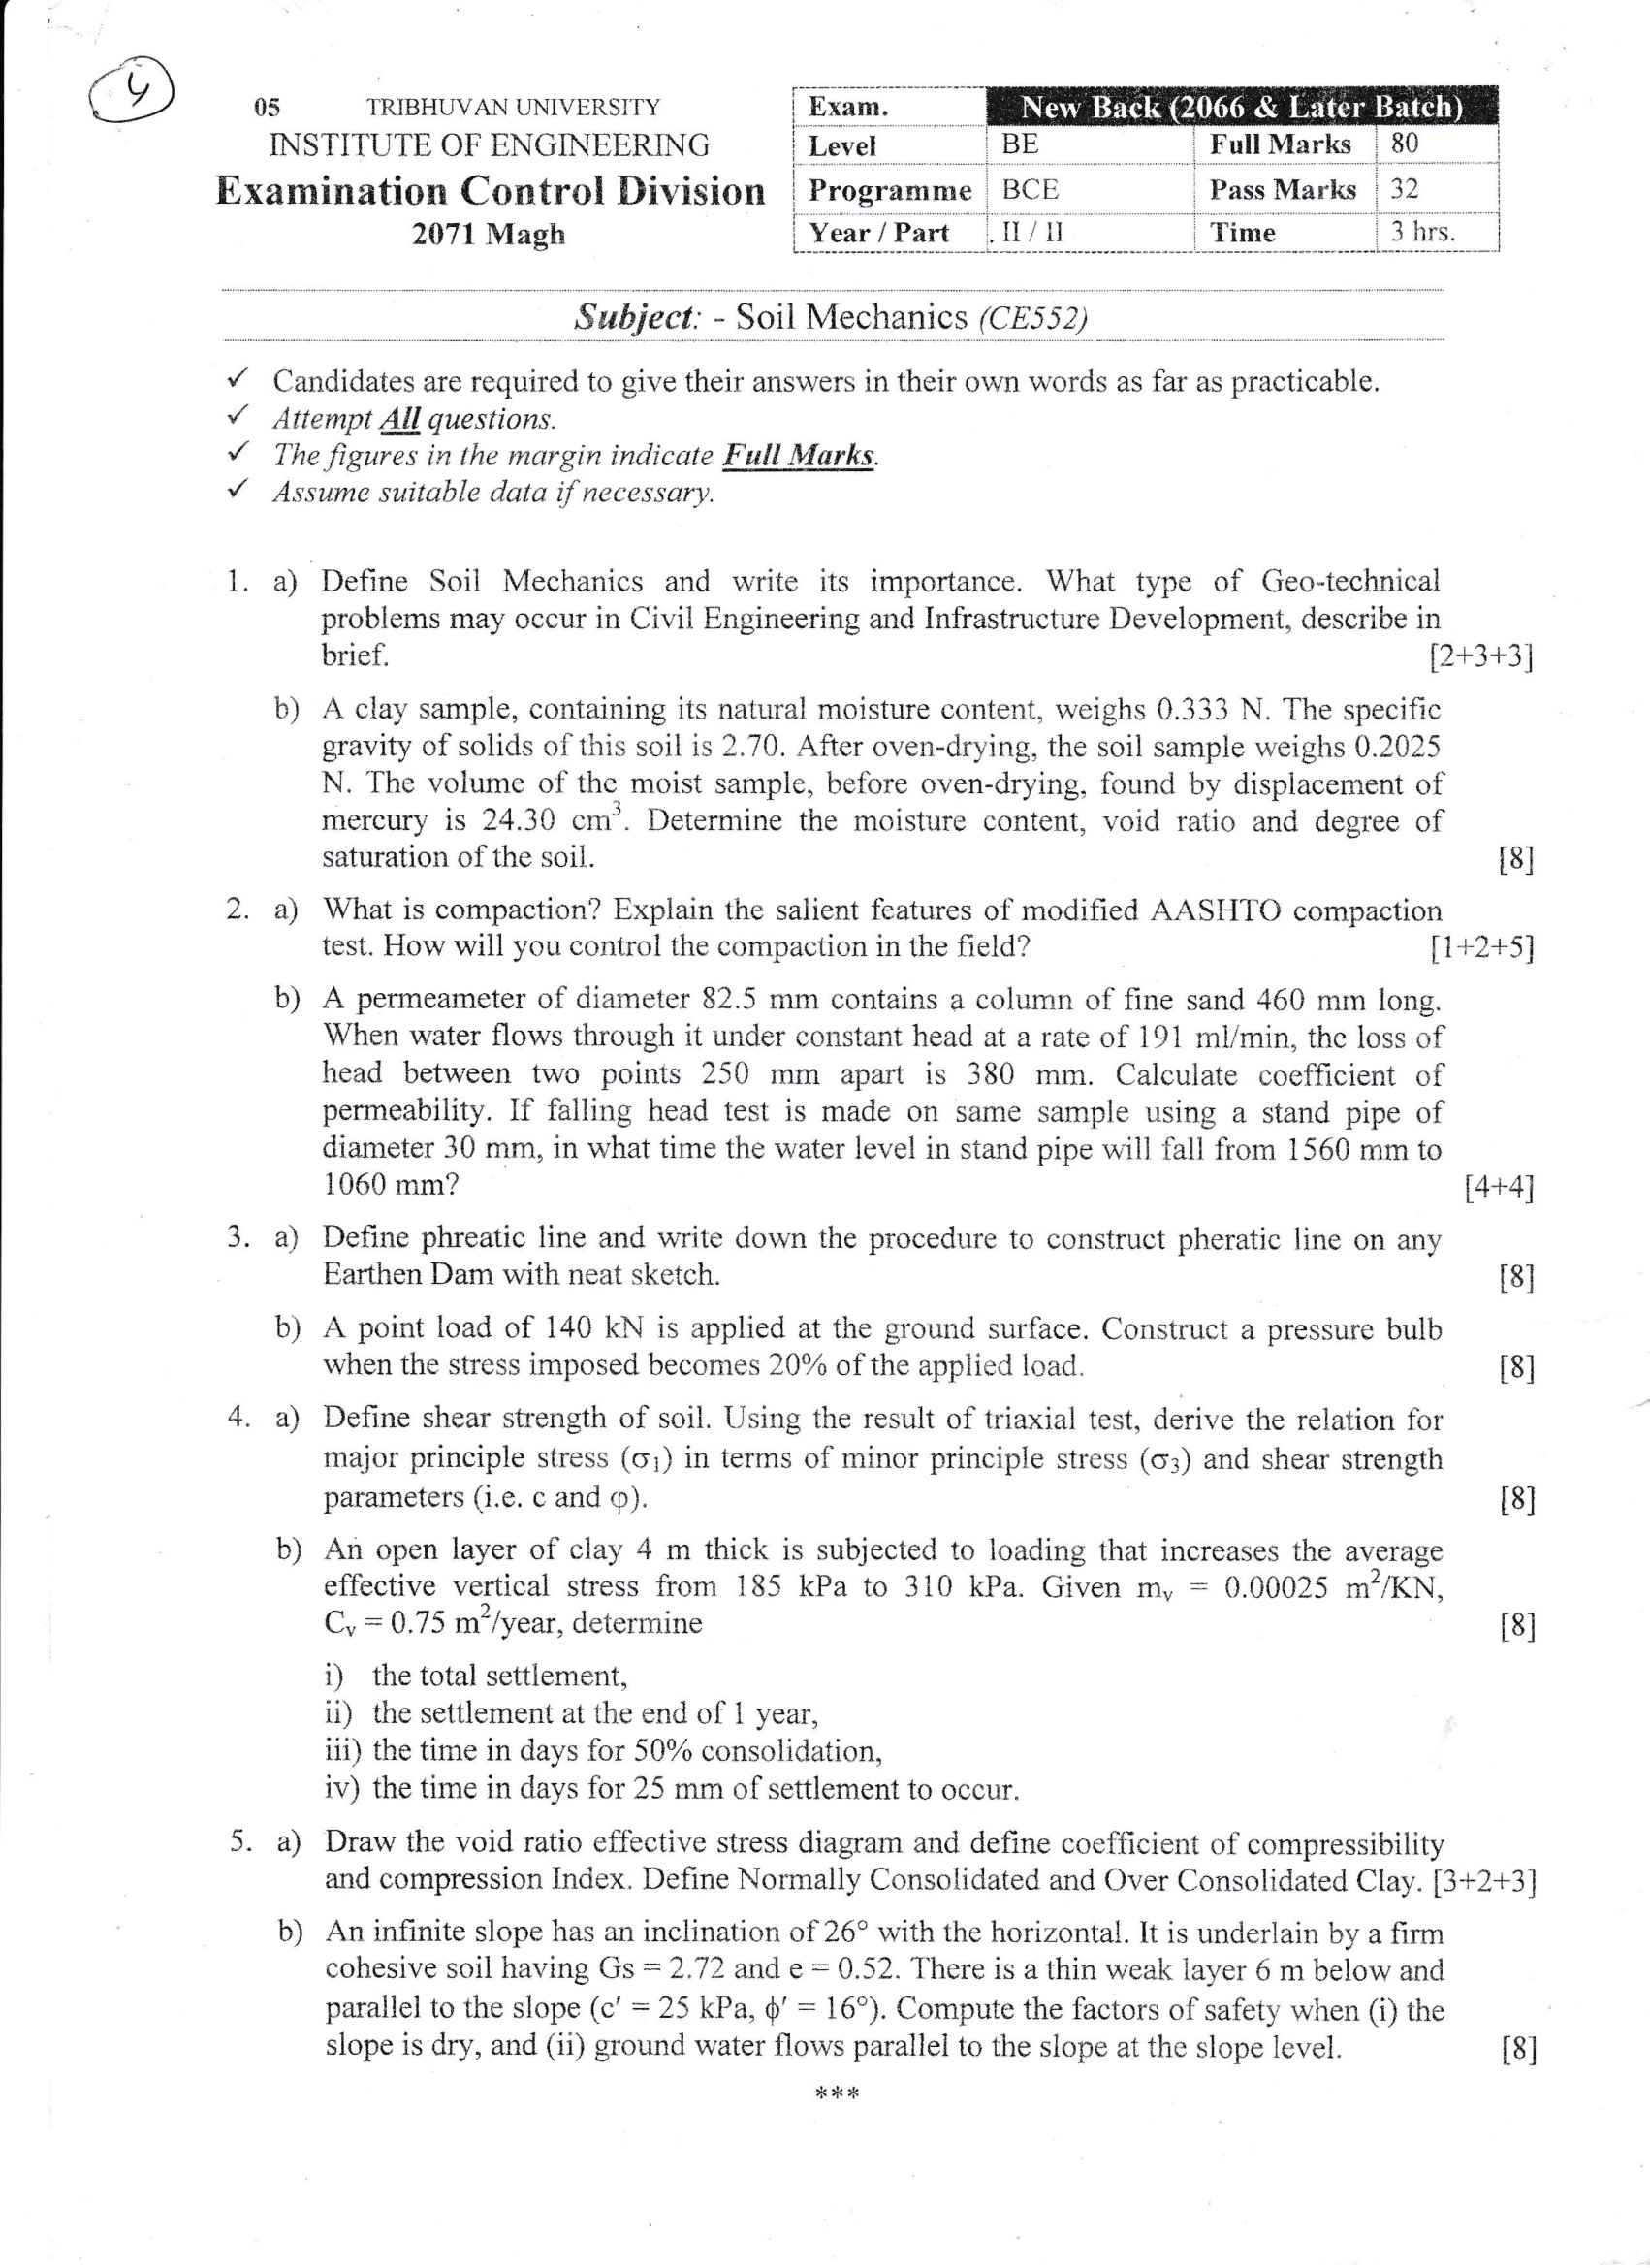 4
05 TRIBHUVAN UNIVERSITY
INSTITUTE OF ENGINEERING
Examination Control Division
2071 Magh
Exam. New Back (2066 & Later Batch)
Level BE Full Marks 80
Programme BCE Pass Marks 32
Year / Part II / II Time 3 hrs.
Subject: - Soil Mechanics (CE552)
✓ Candidates are required to give their answers in their own words as far as practicable.
✓ Attempt All questions.
✓ The figures in the margin indicate Full Marks.
✓ Assume suitable data if necessary.
1. a) Define Soil Mechanics and write its importance. What type of Geo-technical
problems may occur in Civil Engineering and Infrastructure Development, describe in
brief. [2+3+3]
b) A clay sample, containing its natural moisture content, weighs 0.333 N. The specific
gravity of solids of this soil is 2.70. After oven-drying, the soil sample weighs 0.2025
N. The volume of the moist sample, before oven-drying, found by displacement of
mercury is 24.30 cm³. Determine the moisture content, void ratio and degree of
saturation of the soil. [8]
2. a) What is compaction? Explain the salient features of modified AASHTO compaction
test. How will you control the compaction in the field? [1+2+5]
b) A permeameter of diameter 82.5 mm contains a column of fine sand 460 mm long.
When water flows through it under constant head at a rate of 191 ml/min, the loss of
head between two points 250 mm apart is 380 mm. Calculate coefficient of
permeability. If falling head test is made on same sample using a stand pipe of
diameter 30 mm, in what time the water level in stand pipe will fall from 1560 mm to
1060 mm? [4+4]
3. a) Define phreatic line and write down the procedure to construct pheratic line on any
Earthen Dam with neat sketch. [8]
b) A point load of 140 kN is applied at the ground surface. Construct a pressure bulb
when the stress imposed becomes 20% of the applied load. [8]
4. a) Define shear strength of soil. Using the result of triaxial test, derive the relation for
major principle stress (σ₁) in terms of minor principle stress (σ₃) and shear strength
parameters (i.e. c and φ). [8]
b) An open layer of clay 4 m thick is subjected to loading that increases the average
effective vertical stress from 185 kPa to 310 kPa. Given mᵥ = 0.00025 m²/KN,
Cᵥ = 0.75 m²/year, determine [8]
i) the total settlement,
ii) the settlement at the end of 1 year,
iii) the time in days for 50% consolidation,
iv) the time in days for 25 mm of settlement to occur.
5. a) Draw the void ratio effective stress diagram and define coefficient of compressibility
and compression Index. Define Normally Consolidated and Over Consolidated Clay. [3+2+3]
b) An infinite slope has an inclination of 26° with the horizontal. It is underlain by a firm
cohesive soil having Gs = 2.72 and e = 0.52. There is a thin weak layer 6 m below and
parallel to the slope (c′ = 25 kPa, ϕ′ = 16°). Compute the factors of safety when (i) the
slope is dry, and (ii) ground water flows parallel to the slope at the slope level. [8]
***